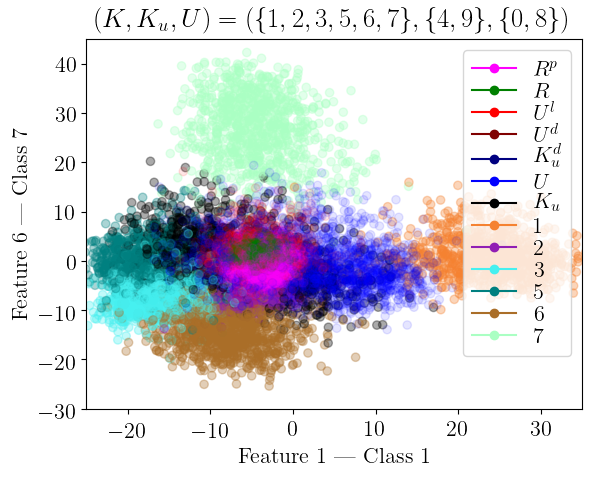 (K, K_u, U) = ({1, 2, 3, 5, 6, 7}, {4, 9}, {0, 8})
40
30
20
10
0
−10
−20
−30
Feature 6 — Class 7
R^p
R
U^l
U^d
K_u^d
U
K_u
1
2
3
5
6
7
−20
−10
0
10
20
30
Feature 1 — Class 1